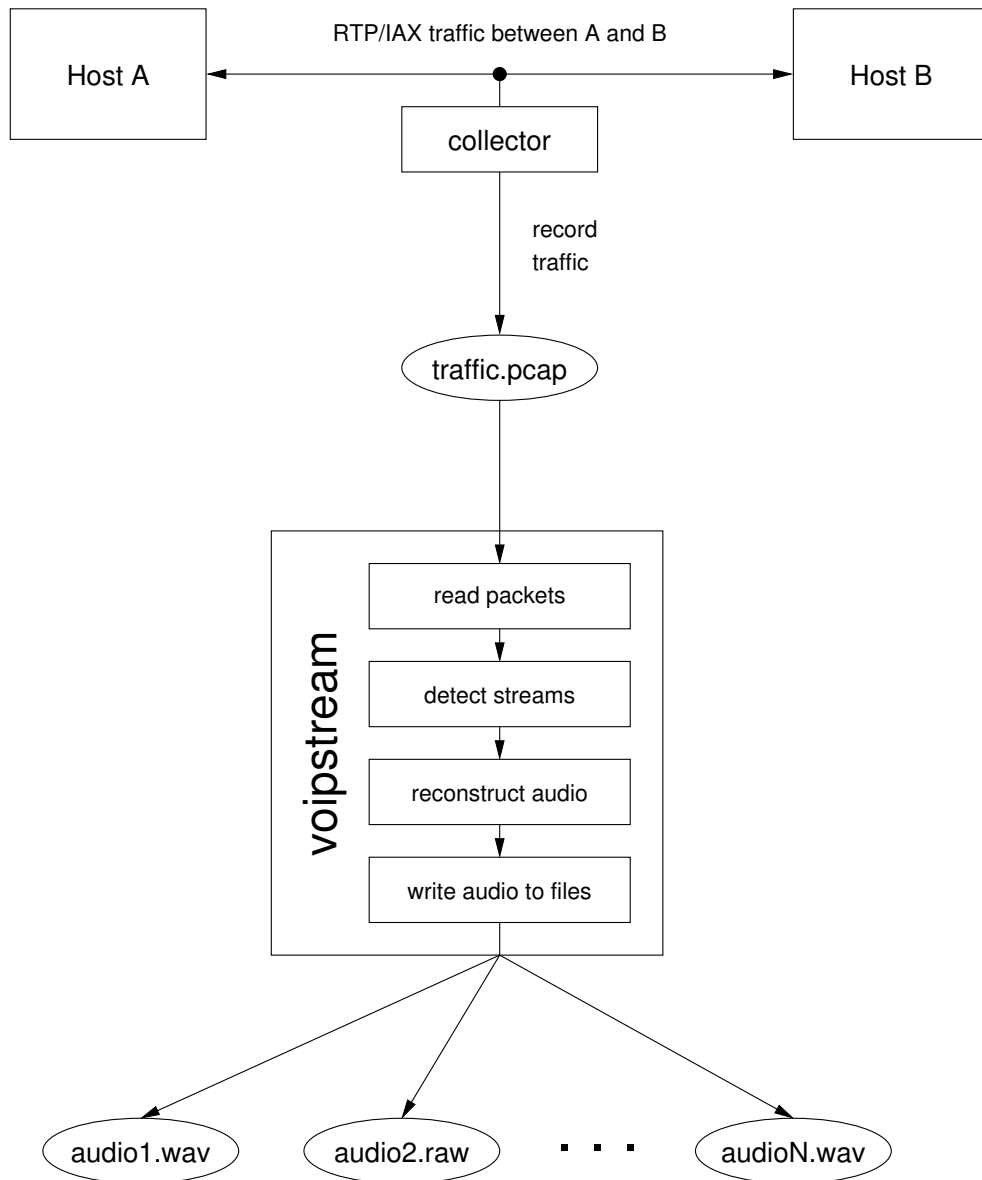 RTP/IAX traffic between A and B
Host A
Host B
collector
record
traffic
traffic.pcap
voipstream
read packets
detect streams
reconstruct audio
write audio to files
audio1.wav
audio2.raw
. . .
audioN.wav